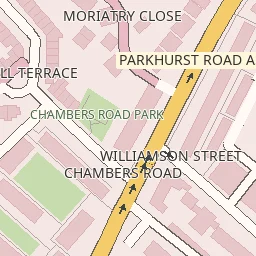 MORIATRY CLOSE
PARKHURST ROAD A
LL TERRACE
CHAMBERS ROAD PARK
WILLIAMSON STREET
CHAMBERS ROAD